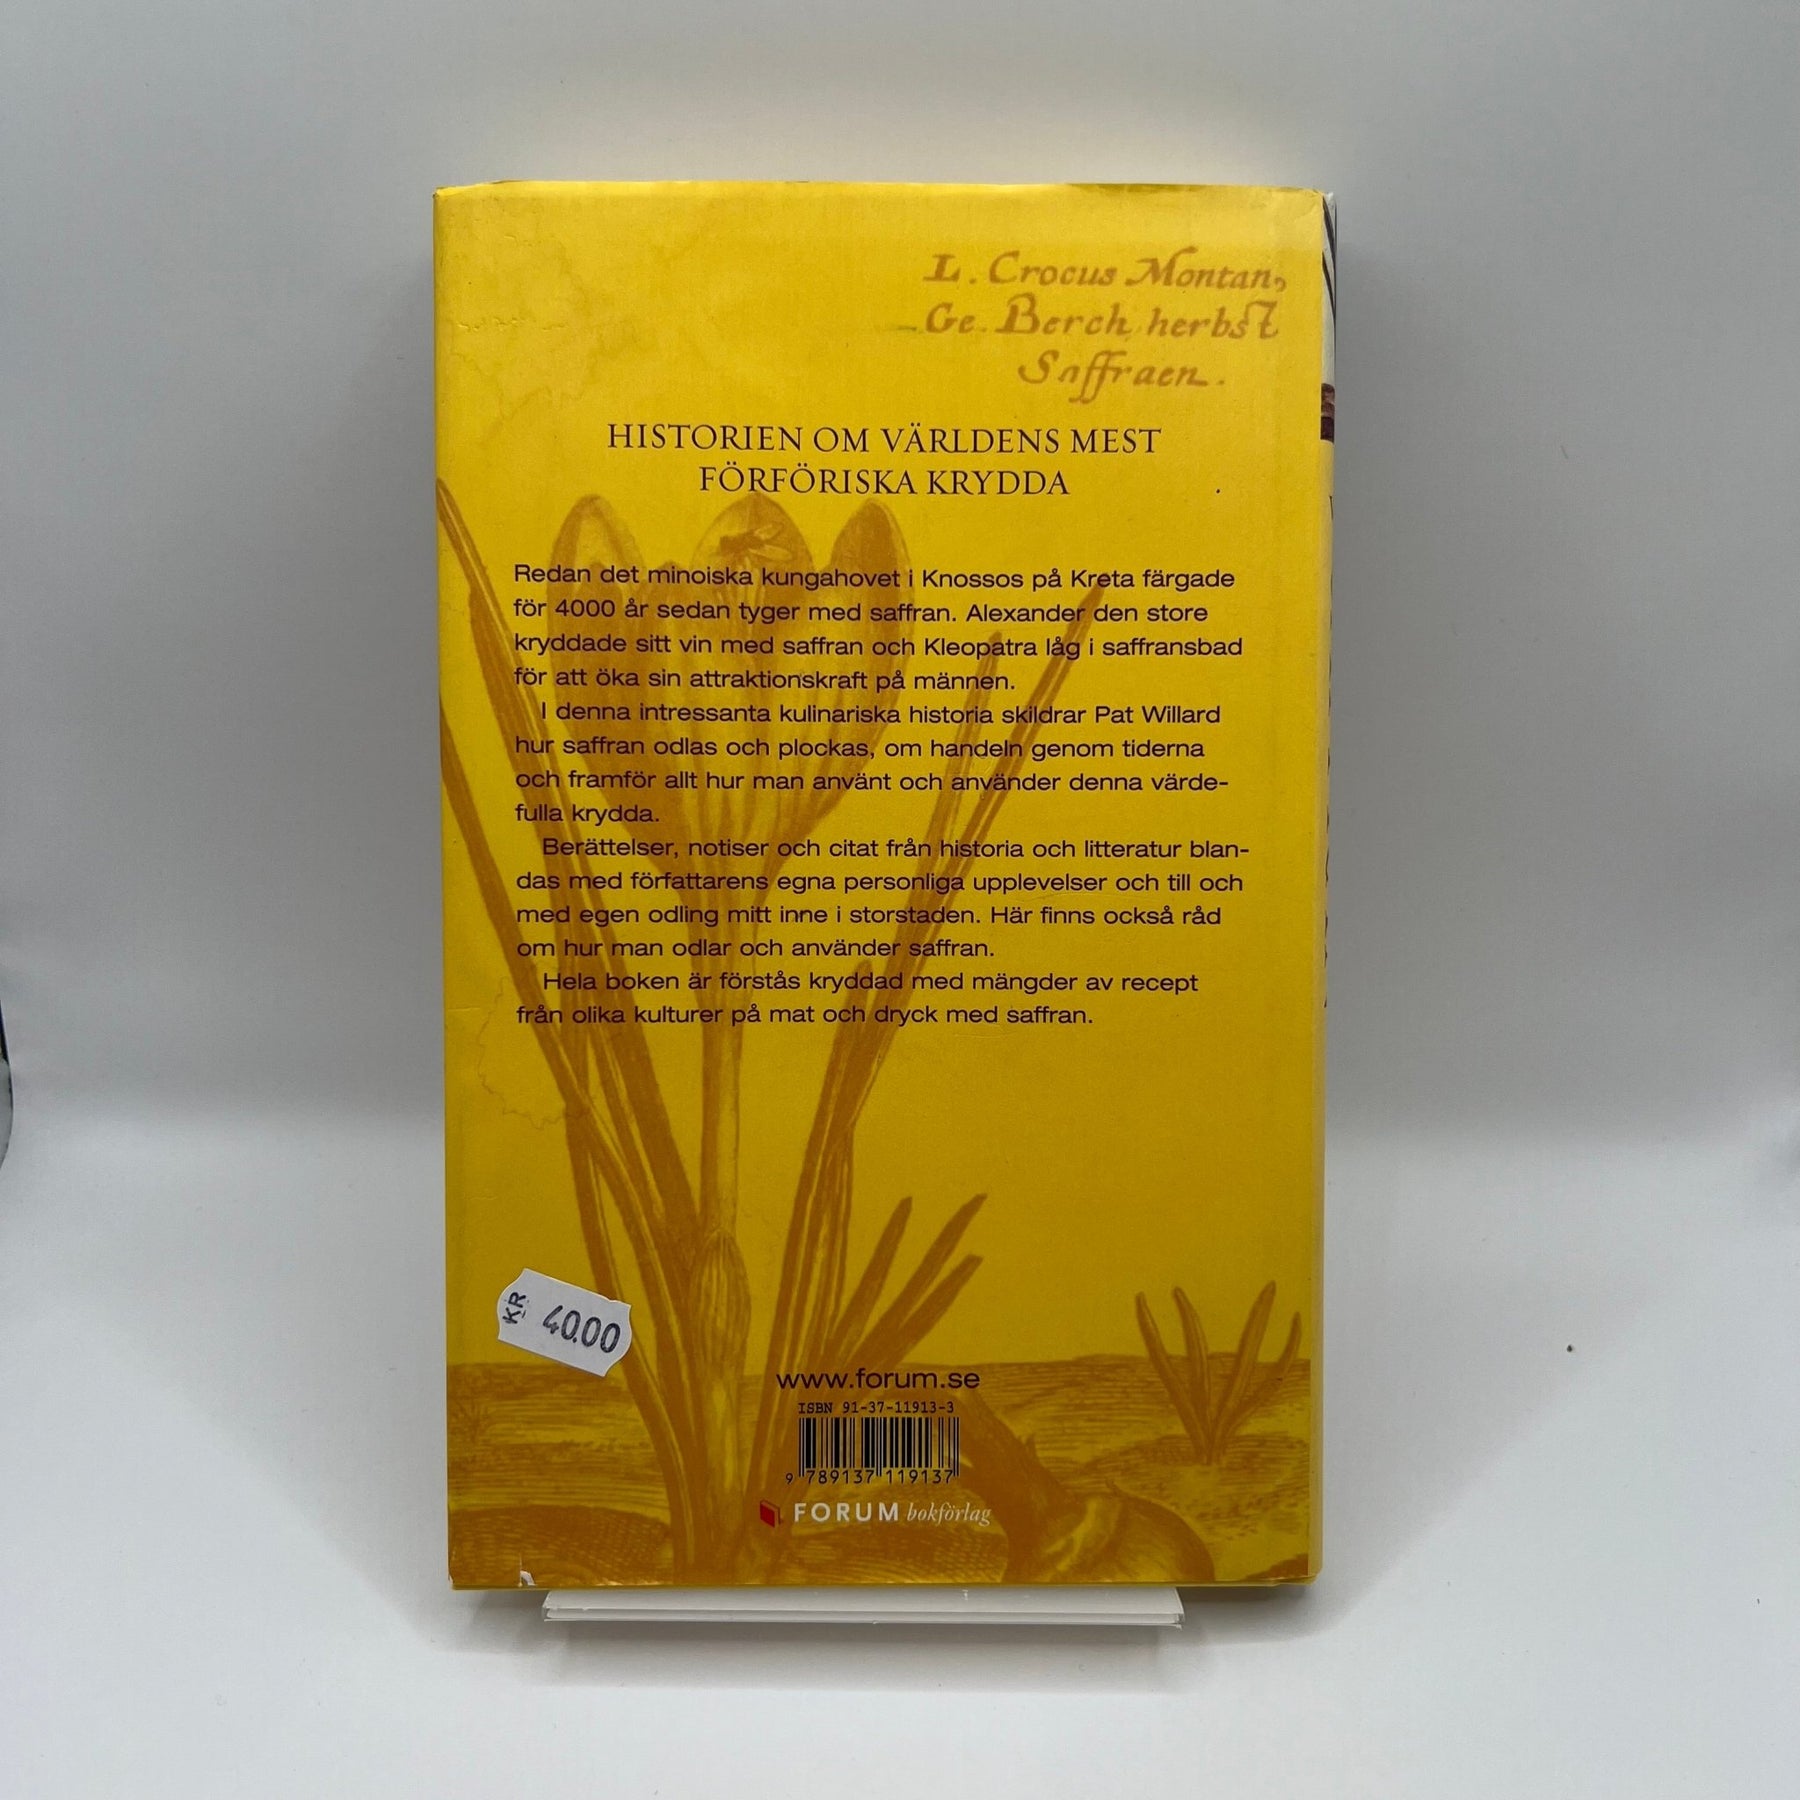 L. Crocus Montan,
Ge. Berch herbst
Saffraen.
HISTORIEN OM VÄRLDENS MEST
FÖRFÖRISKA KRYDDA
Redan det minoiska kungahovet i Knossos på Kreta färgade
för 4000 år sedan tyger med saffran. Alexander den store
kryddade sitt vin med saffran och Kleopatra låg i saffransbad
för att öka sin attraktionskraft på männen.
I denna intressanta kulinariska historia skildrar Pat Willard
hur saffran odlas och plockas, om handeln genom tiderna
och framför allt hur man använt och använder denna värde-
fulla krydda.
Berättelser, notiser och citat från historia och litteratur blan-
das med författarens egna personliga upplevelser och till och
med egen odling mitt inne i storstaden. Här finns också råd
om hur man odlar och använder saffran.
Hela boken är förstås kryddad med mängder av recept
från olika kulturer på mat och dryck med saffran.
KR 40.00
www.forum.se
ISBN 91-37-11913-3
9 789137 119137
FORUM bokförlag